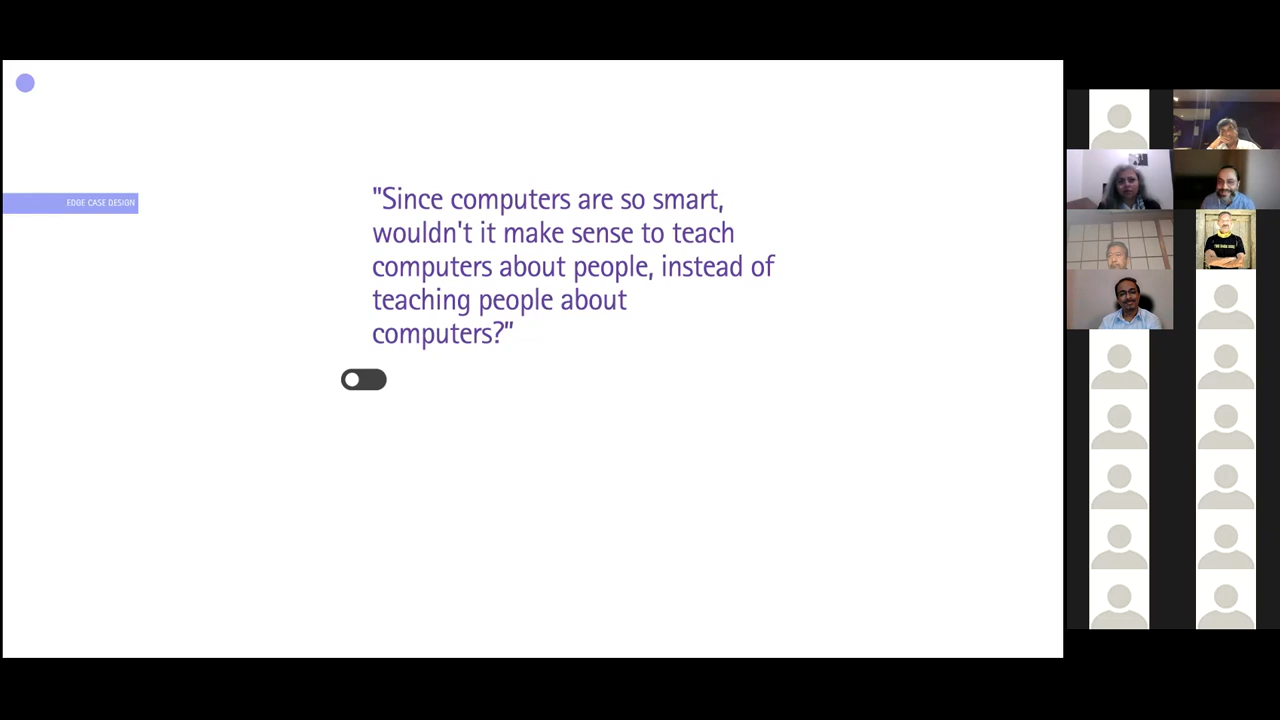 EDGE CASE DESIGN
"Since computers are so smart,
wouldn't it make sense to teach
computers about people, instead of
teaching people about
computers?”